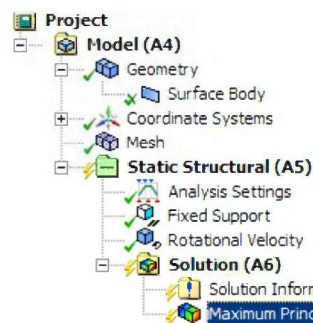 Project
Model (A4)
Geometry
Surface Body
Coordinate Systems
Mesh
Static Structural (A5)
Analysis Settings
Fixed Support
Rotational Velocity
Solution (A6)
Solution Inforr
Maximum Princ